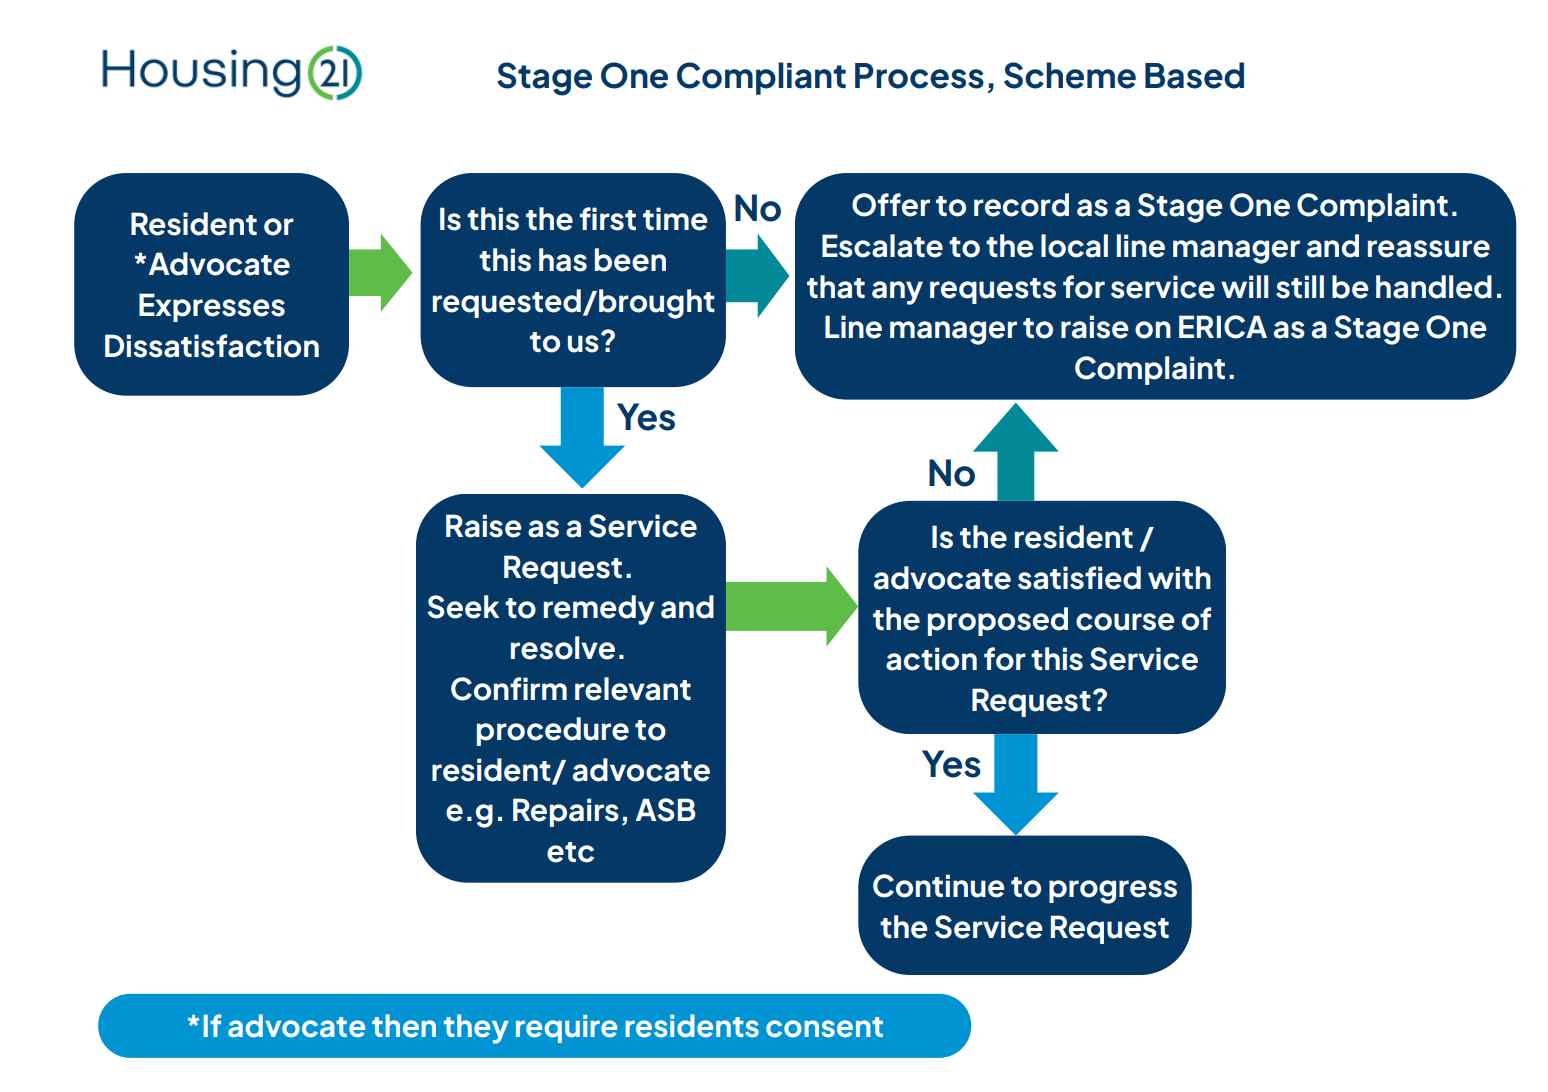 Housing 21
Stage One Compliant Process, Scheme Based
Resident or
*Advocate
Expresses
Dissatisfaction
Is this the first time
this has been
requested/brought
to us?
No
Offer to record as a Stage One Complaint.
Escalate to the local line manager and reassure
that any requests for service will still be handled.
Line manager to raise on ERICA as a Stage One
Complaint.
Yes
Raise as a Service
Request.
Seek to remedy and
resolve.
Confirm relevant
procedure to
resident/ advocate
e.g. Repairs, ASB
etc
No
Is the resident /
advocate satisfied with
the proposed course of
action for this Service
Request?
Yes
Continue to progress
the Service Request
*If advocate then they require residents consent